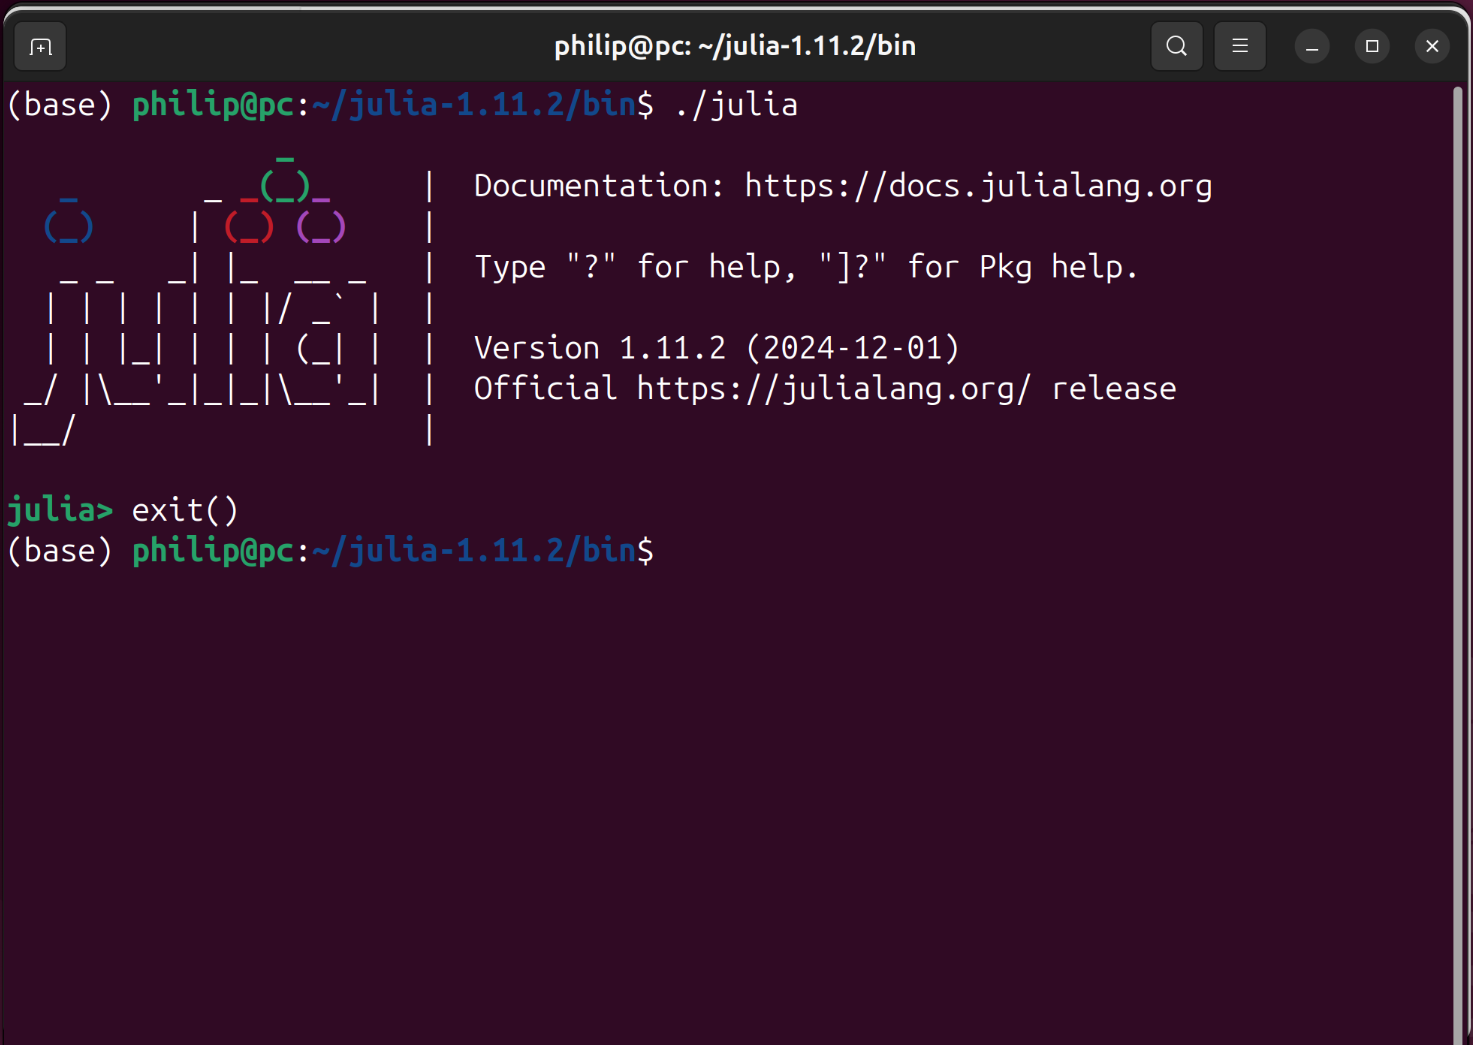 philip@pc: ~/julia-1.11.2/bin
(base) philip@pc:~/julia-1.11.2/bin$ ./julia
               _
   _       _ _(_)_     |  Documentation: https://docs.julialang.org
  (_)     | (_) (_)    |
   _ _   _| |_  __ _   |  Type "?" for help, "]?" for Pkg help.
  | | | | | | |/ _` |  |
  | | |_| | | | (_| |  |  Version 1.11.2 (2024-12-01)
 _/ |\__'_|_|_|\__'_|  |  Official https://julialang.org/ release
|__/                   |
julia> exit()
(base) philip@pc:~/julia-1.11.2/bin$